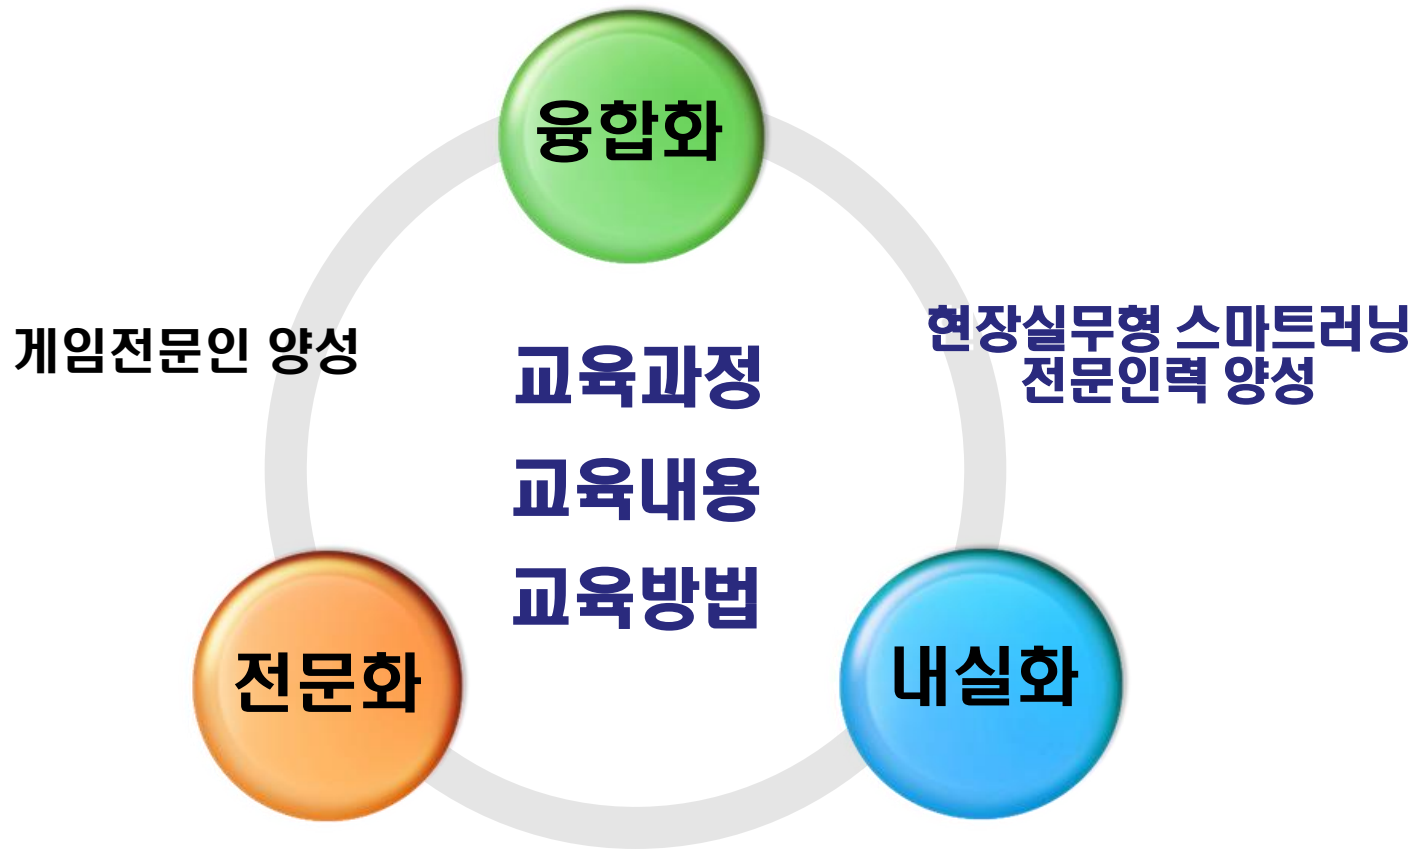 융합화
게임전문인 양성
현장실무형 스마트러닝
전문인력 양성
교육과정
교육내용
교육방법
전문화
내실화